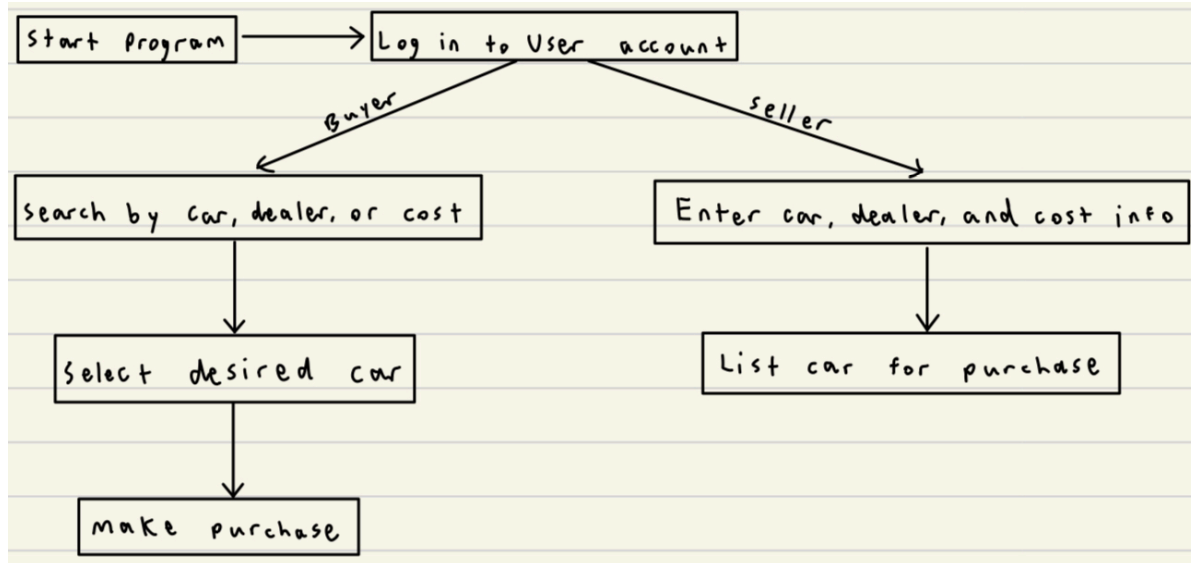 Start Program
Log in to User account
Buyer
Seller
Search by car, dealer, or cost
Enter car, dealer, and cost info
Select desired car
List car for purchase
Make purchase